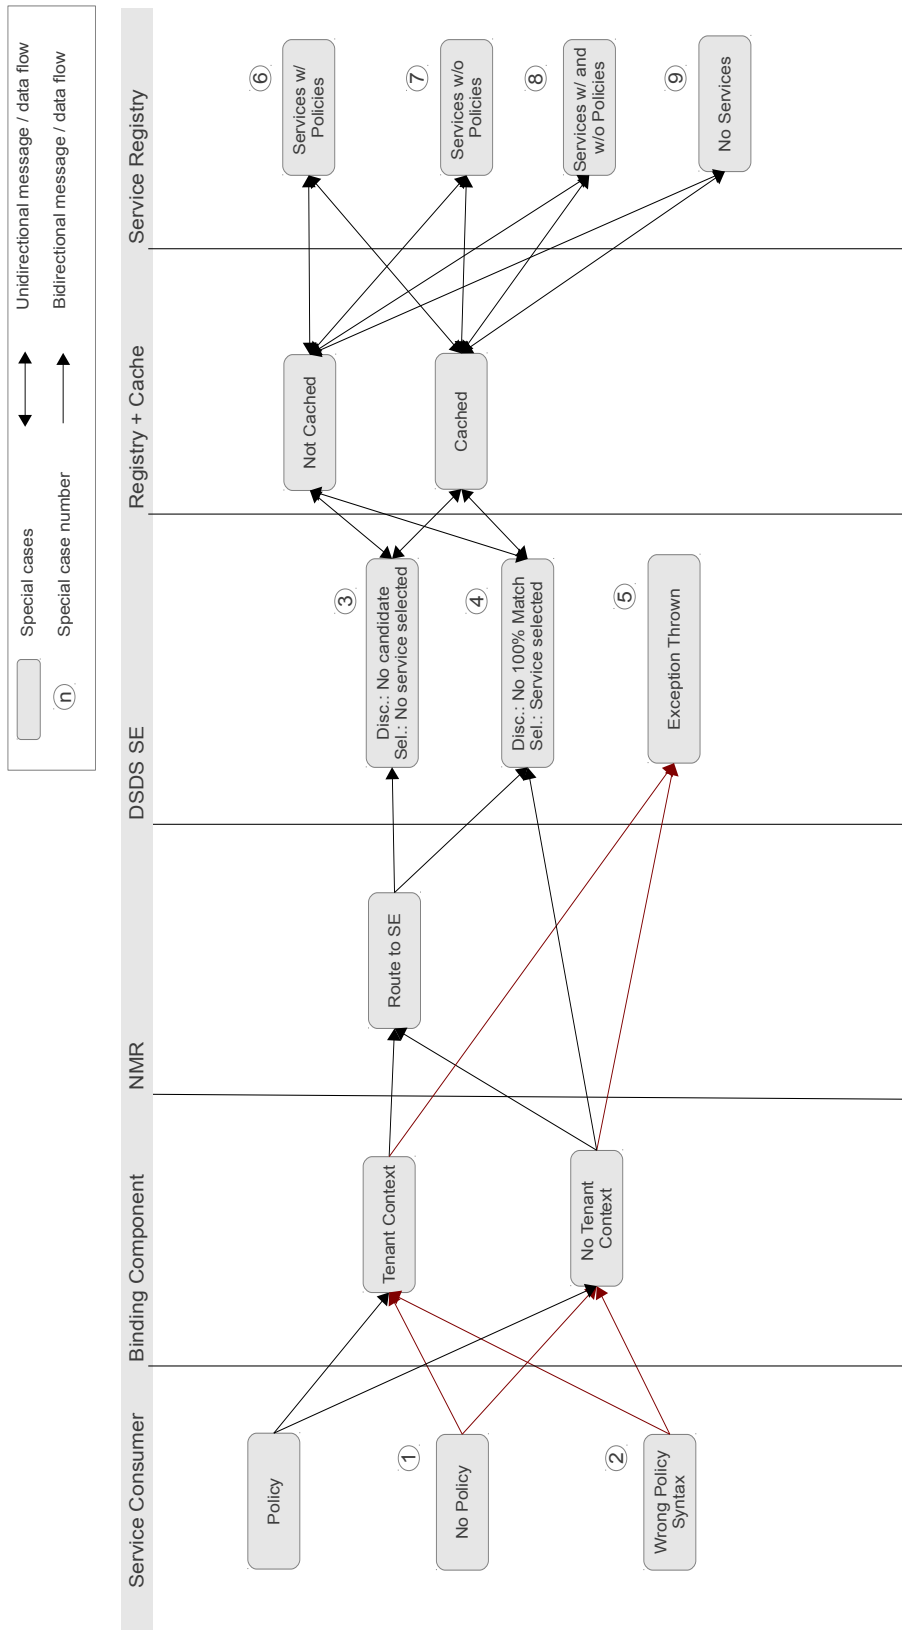 Special cases
Unidirectional message / data flow
n
Special case number
Bidirectional message / data flow
Service Consumer
Binding Component
NMR
DSDS SE
Registry + Cache
Service Registry
Policy
1
No Policy
2
Wrong Policy
Syntax
Tenant Context
No Tenant
Context
Route to SE
3
Disc.: No candidate
Sel.: No service selected
4
Disc.: No 100% Match
Sel.: Service selected
5
Exception Thrown
Not Cached
Cached
6
Services w/
Policies
7
Services w/o
Policies
8
Services w/ and
w/o Policies
9
No Services